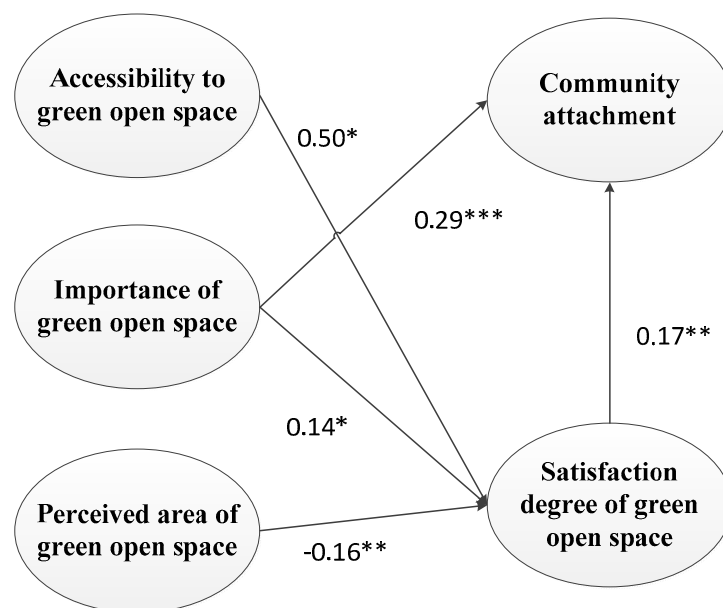 Accessibility to
green open space
Community
attachment
0.50*
0.29***
Importance of
green open space
0.17**
0.14*
Satisfaction
degree of green
open space
Perceived area of
green open space
-0.16**